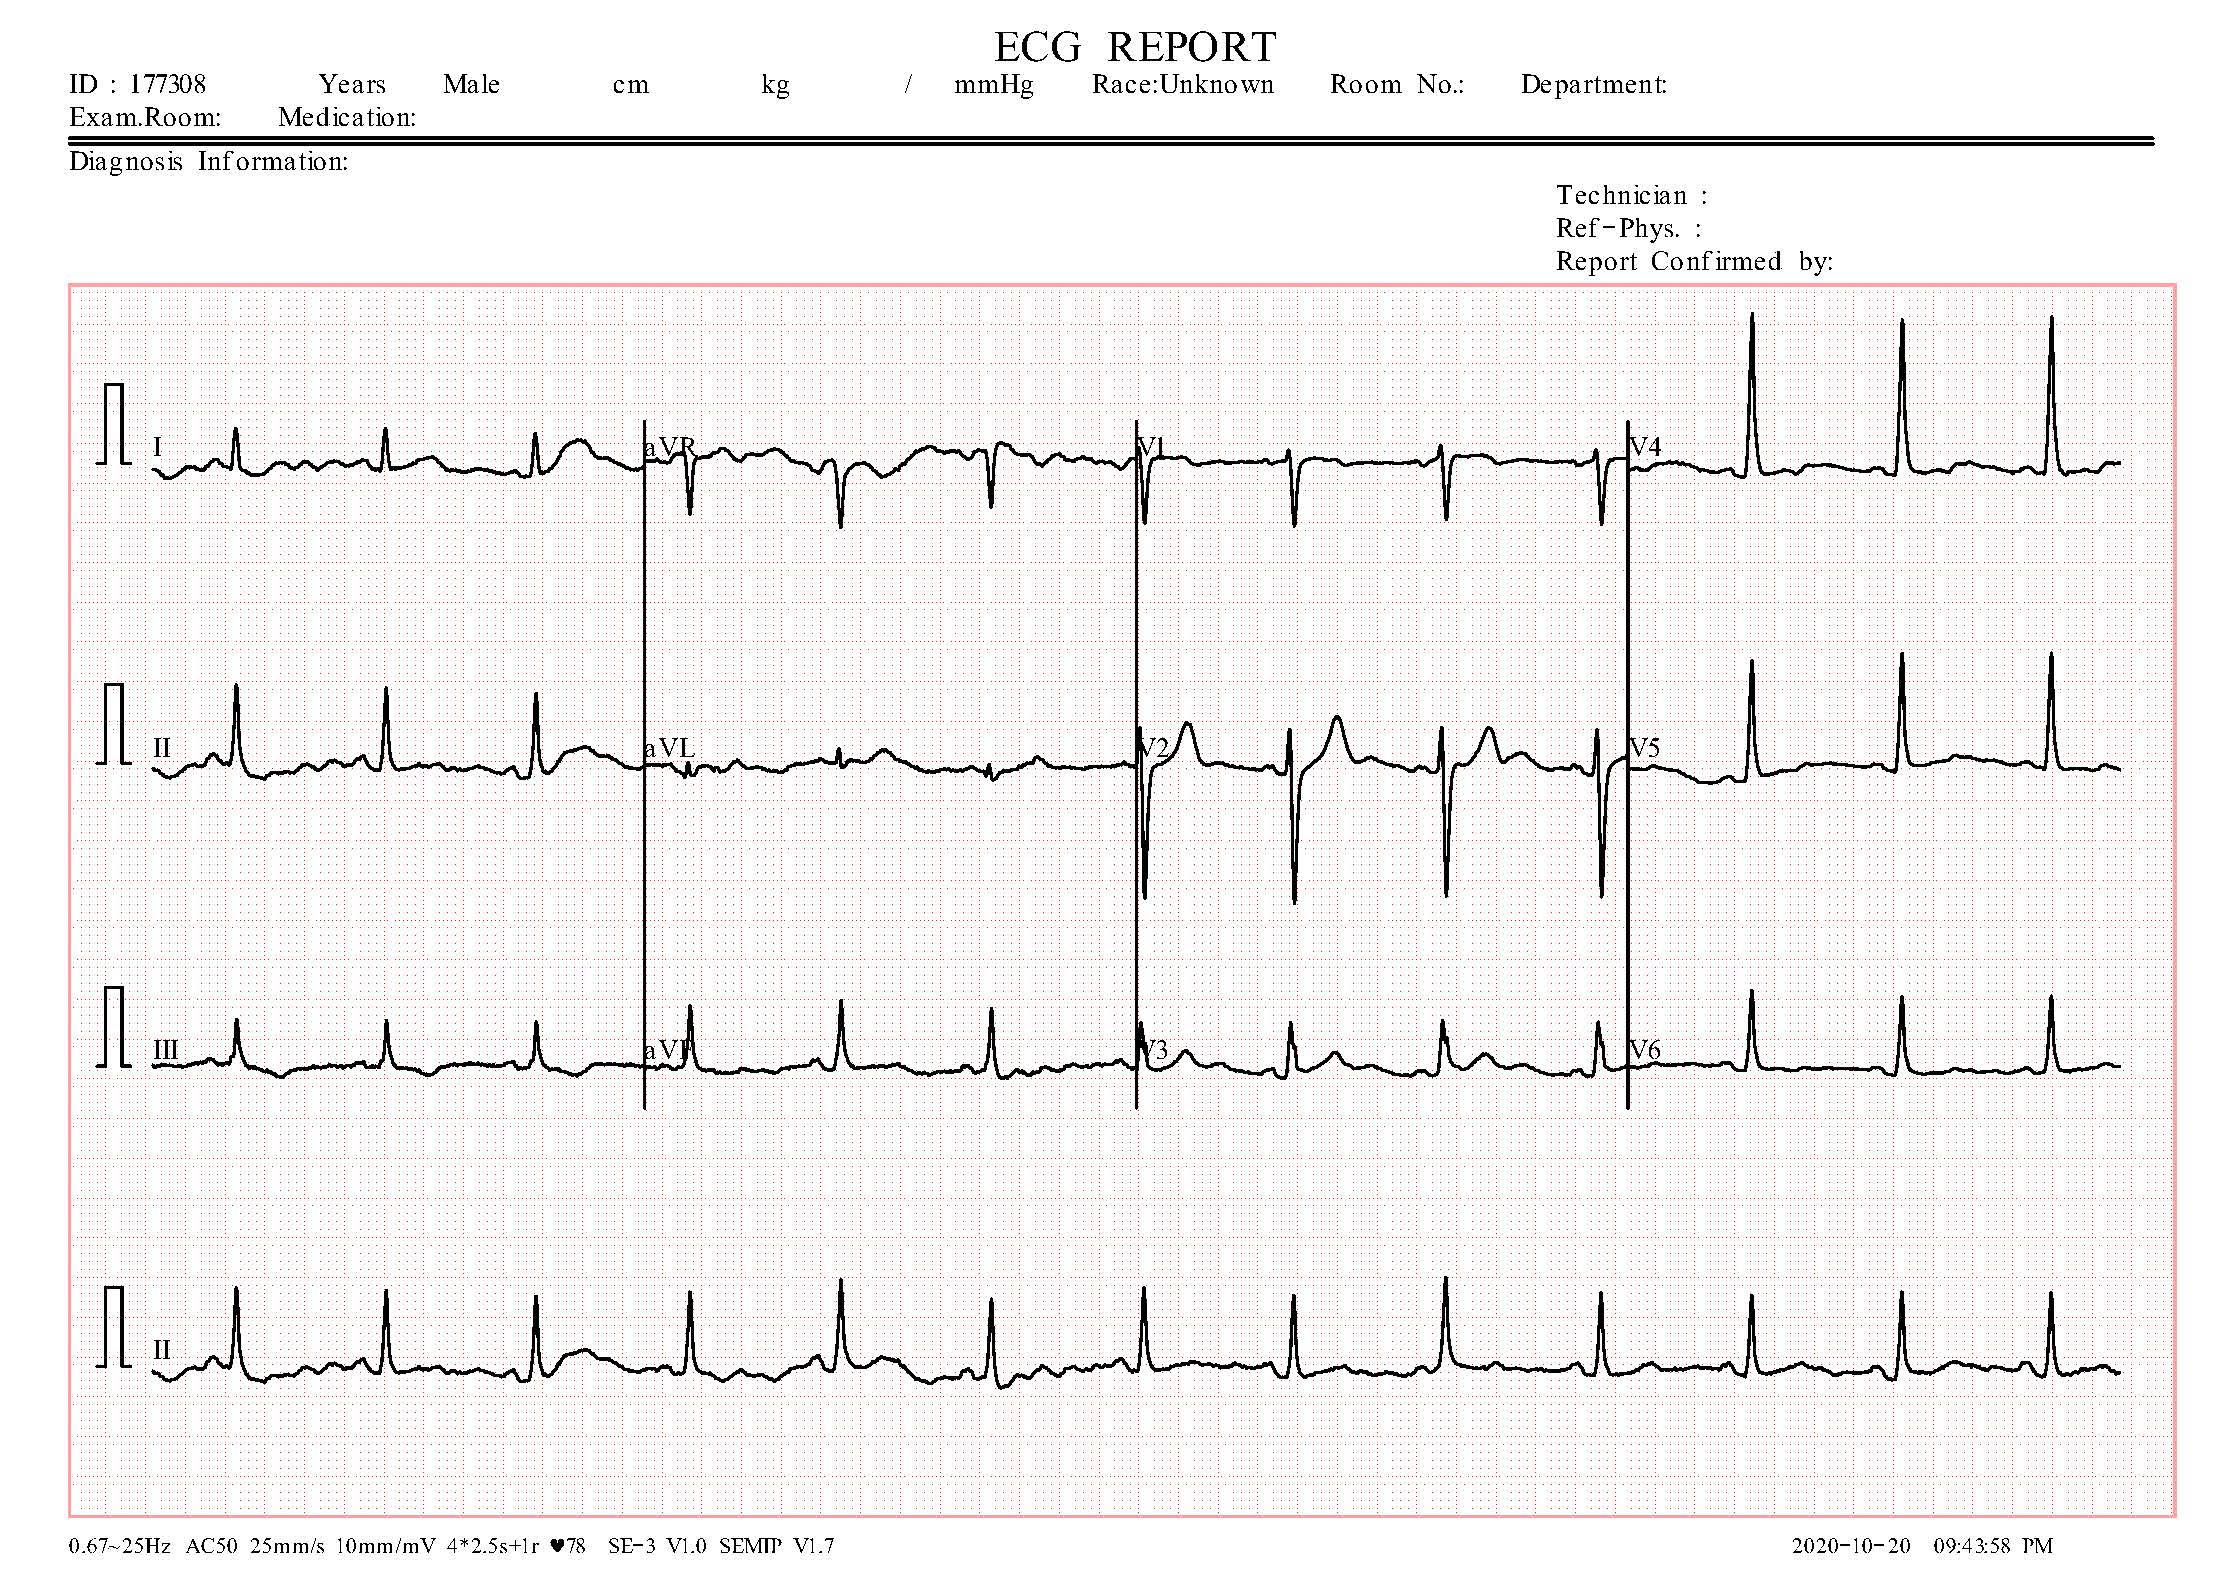 ECG REPORT
ID : 177308 Years Male cm kg / mmHg Race:Unknown Room No.: Department:
Exam.Room: Medication:
Diagnosis Information:
Technician :
Ref-Phys. :
Report Confirmed by:
I aVR V1 V4
II aVL V2 V5
III aVF V3 V6
II
0.67~25Hz AC50 25mm/s 10mm/mV 4*2.5s+1r ♥78 SE-3 V1.0 SEMIP V1.7 2020-10-20 09:43:58 PM